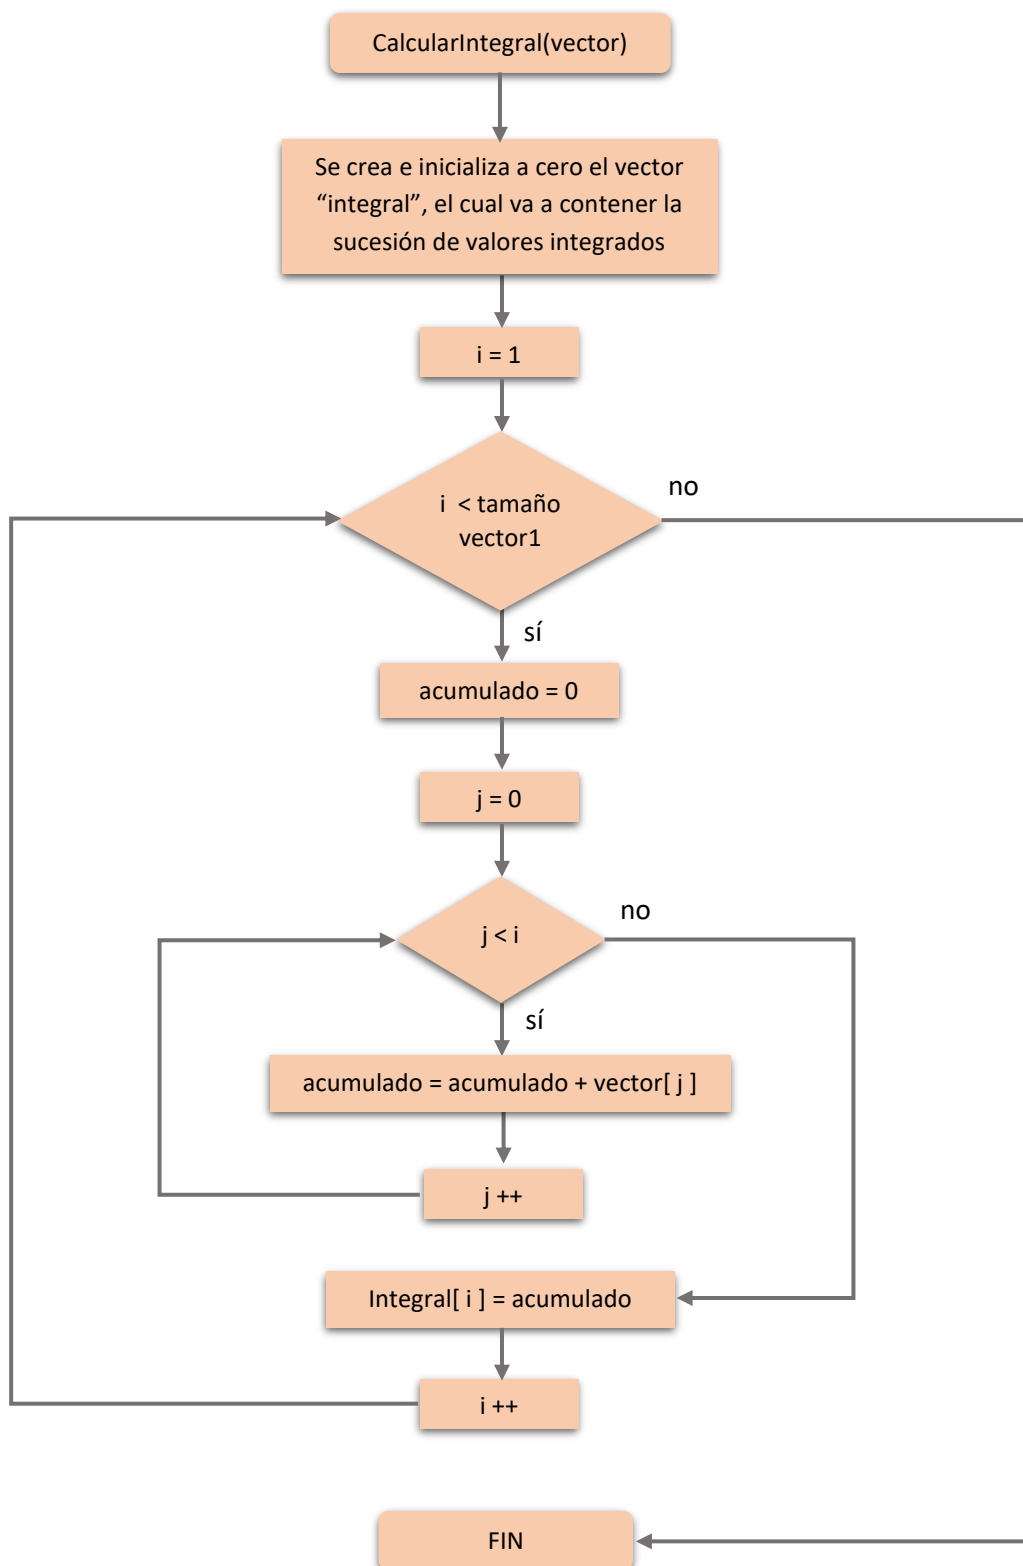 CalcularIntegral(vector)
Se crea e inicializa a cero el vector
“integral”, el cual va a contener la
sucesión de valores integrados
i = 1
i < tamaño
vector1
no
sí
acumulado = 0
j = 0
j < i
no
sí
acumulado = acumulado + vector[ j ]
j ++
Integral[ i ] = acumulado
i ++
FIN